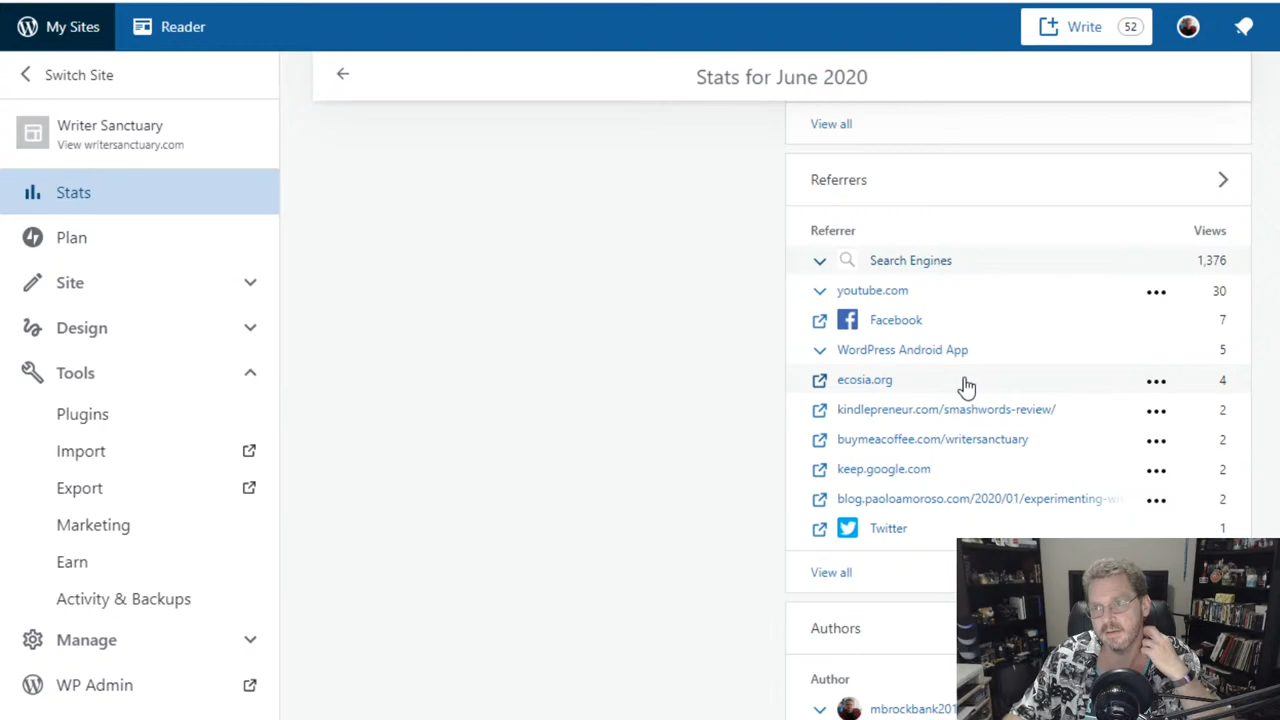 My Sites
Reader
Write 52
Switch Site
Stats for June 2020
Writer Sanctuary
View writersanctuary.com
Stats
Plan
Site
Design
Tools
Plugins
Import
Export
Marketing
Earn
Activity & Backups
Manage
WP Admin
View all
Referrers
Referrer Views
Search Engines 1,376
youtube.com 30
Facebook 7
WordPress Android App 5
ecosia.org 4
kindlepreneur.com/smashwords-review/ 2
buymeacoffee.com/writersanctuary 2
keep.google.com 2
blog.paoloamoroso.com/2020/01/experimenting-w 2
Twitter 1
View all
Authors
Author
mbrockbank201